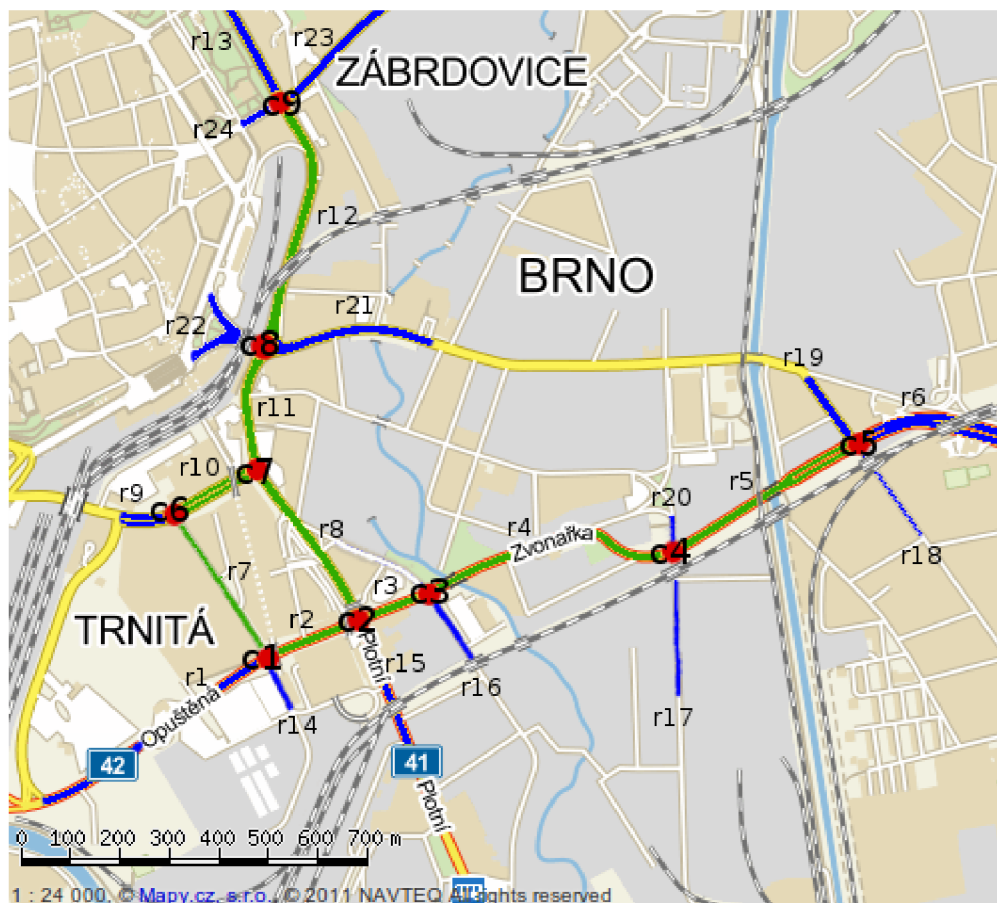 r13
r23
ZÁBRDOVICE
c9
r24
r12
BRNO
r21
r22
c8
r19
r11
r6
c5
r10
c7
r5
r9
c6
r20
r8
r4
Zvonařka
c4
r18
r7
r3
c3
TRNITÁ
r2
c2
Plotní
r15
c1
r1
r16
Opuštěná
r14
r17
42
41
Plotní
0 100 200 300 400 500 600 700 m
1 : 24 000, © Mapy.cz, s.r.o., © 2011 NAVTEQ All rights reserved